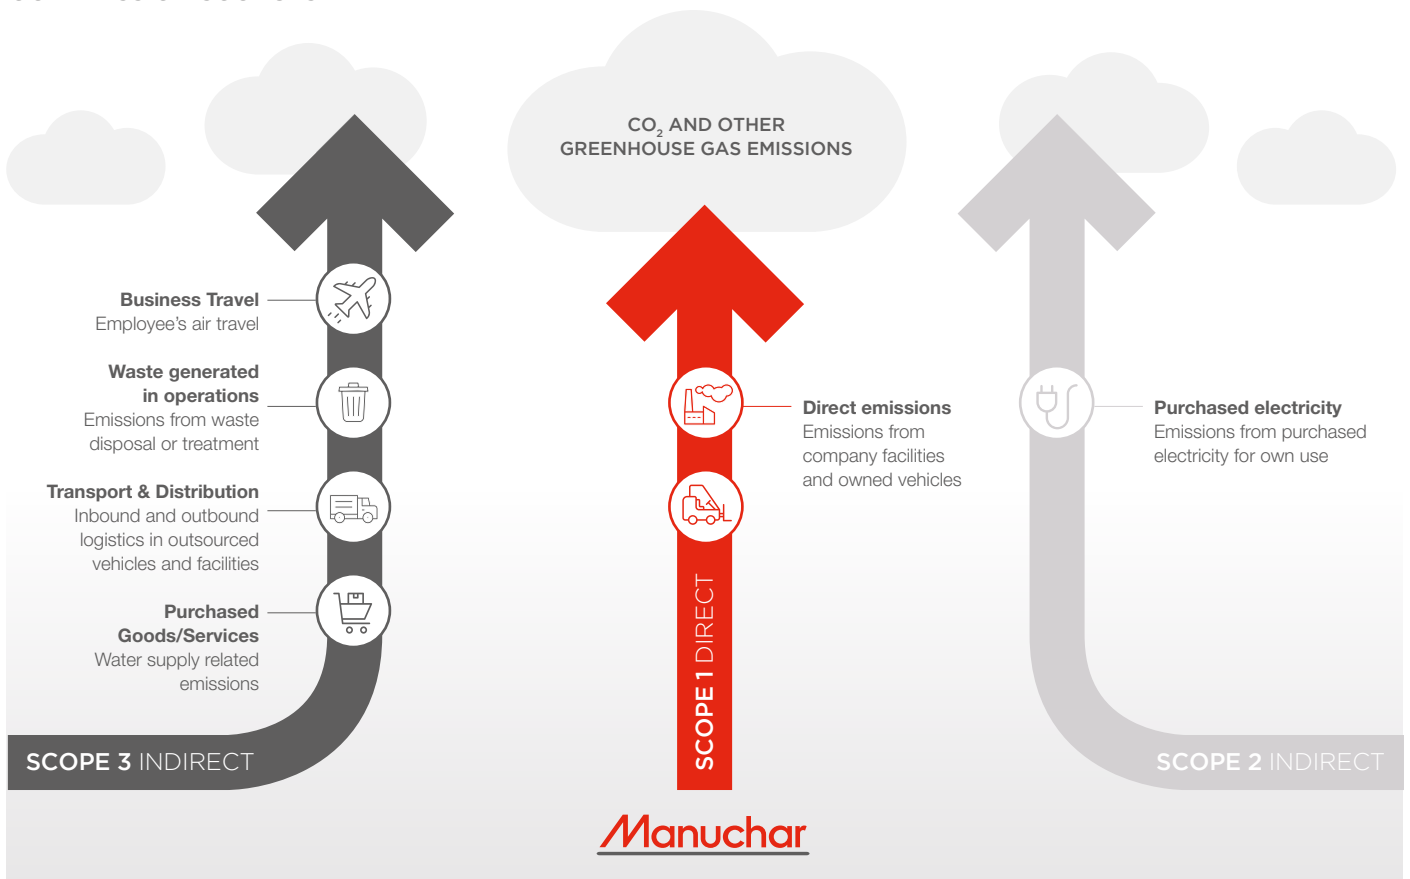 CO₂ AND OTHER
GREENHOUSE GAS EMISSIONS
Business Travel
Employee’s air travel
Waste generated
in operations
Emissions from waste
disposal or treatment
Transport & Distribution
Inbound and outbound
logistics in outsourced
vehicles and facilities
Purchased
Goods/Services
Water supply related
emissions
SCOPE 3 INDIRECT
Direct emissions
Emissions from
company facilities
and owned vehicles
SCOPE 1 DIRECT
Purchased electricity
Emissions from purchased
electricity for own use
SCOPE 2 INDIRECT
Manuchar